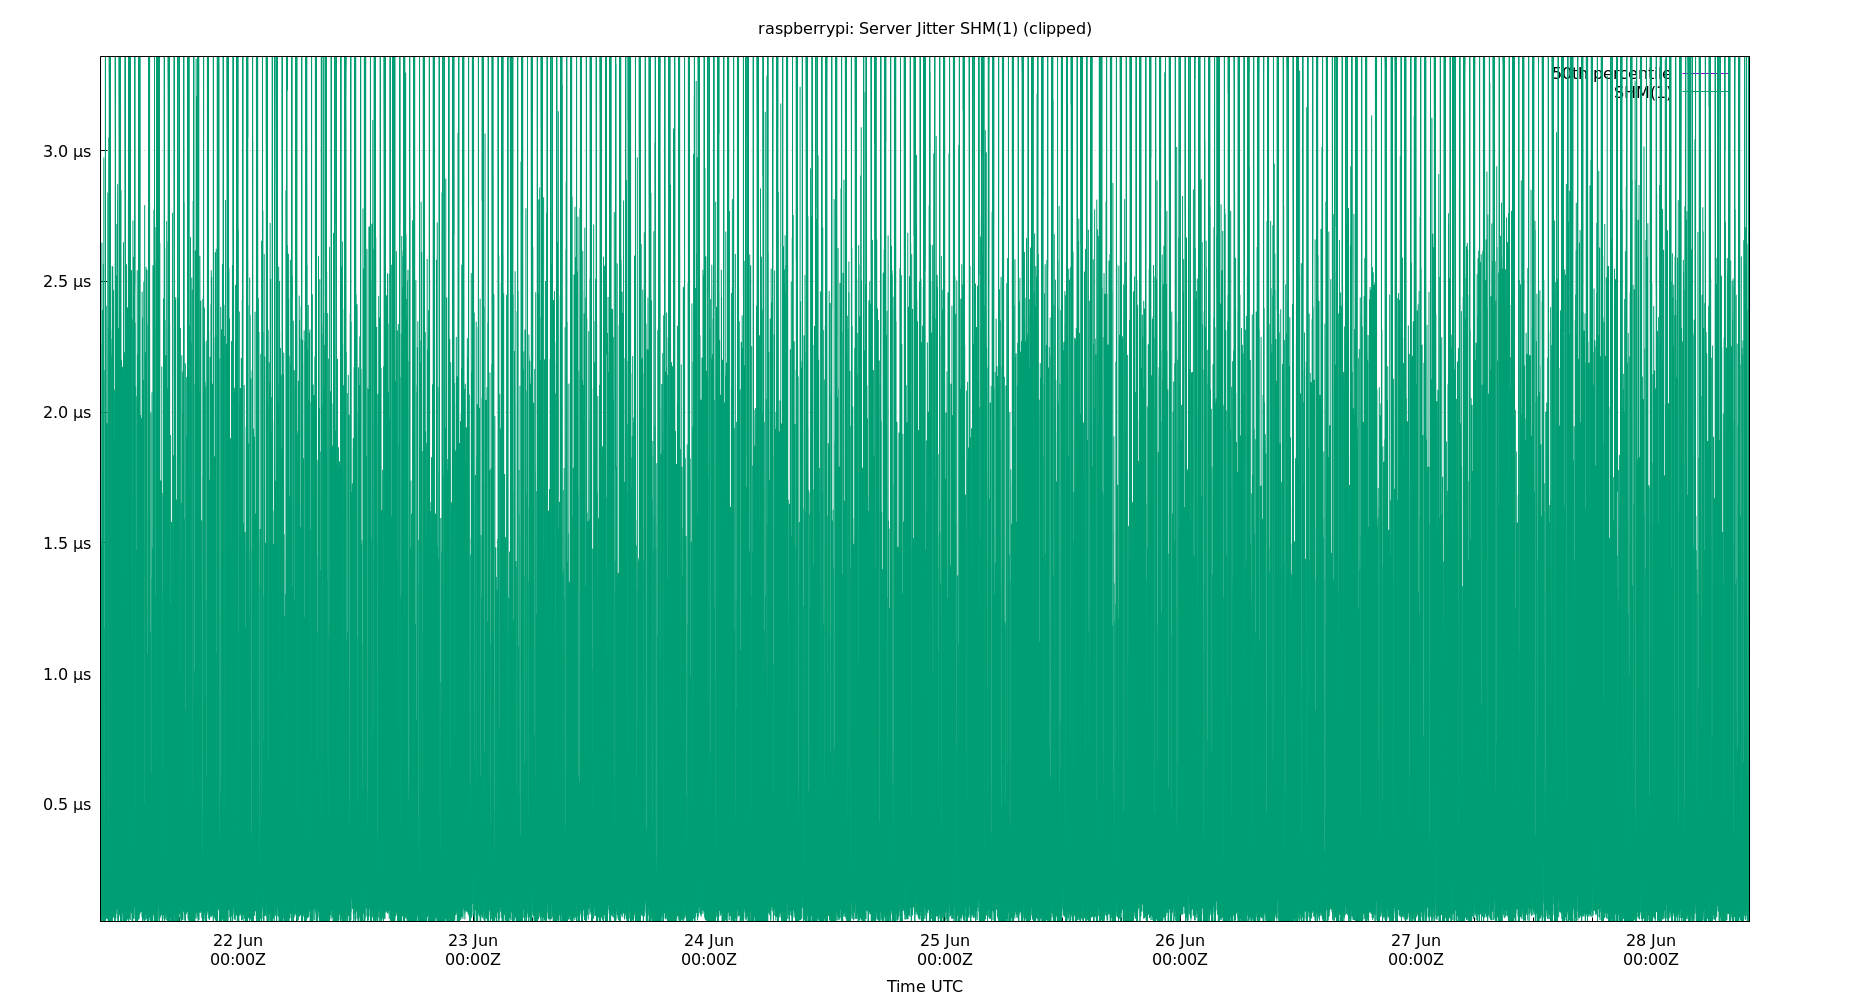 raspberrypi: Server Jitter SHM(1) (clipped)
50th percentile
SHM(1)
3.0 μs
2.5 μs
2.0 μs
1.5 μs
1.0 μs
0.5 μs
22 Jun 23 Jun 24 Jun 25 Jun 26 Jun 27 Jun 28 Jun
00:00Z 00:00Z 00:00Z 00:00Z 00:00Z 00:00Z 00:00Z
Time UTC